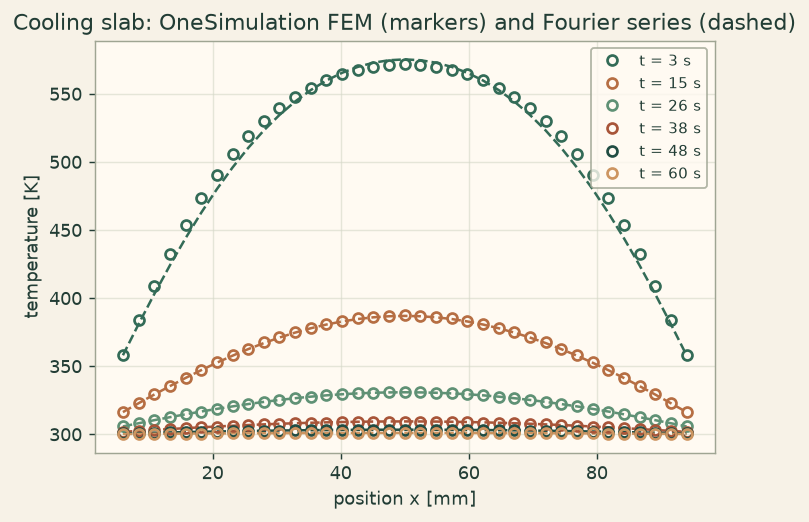 Cooling slab: OneSimulation FEM (markers) and Fourier series (dashed)
temperature [K]
550
500
450
400
350
300
t = 3 s
t = 15 s
t = 26 s
t = 38 s
t = 48 s
t = 60 s
20
40
60
80
position x [mm]